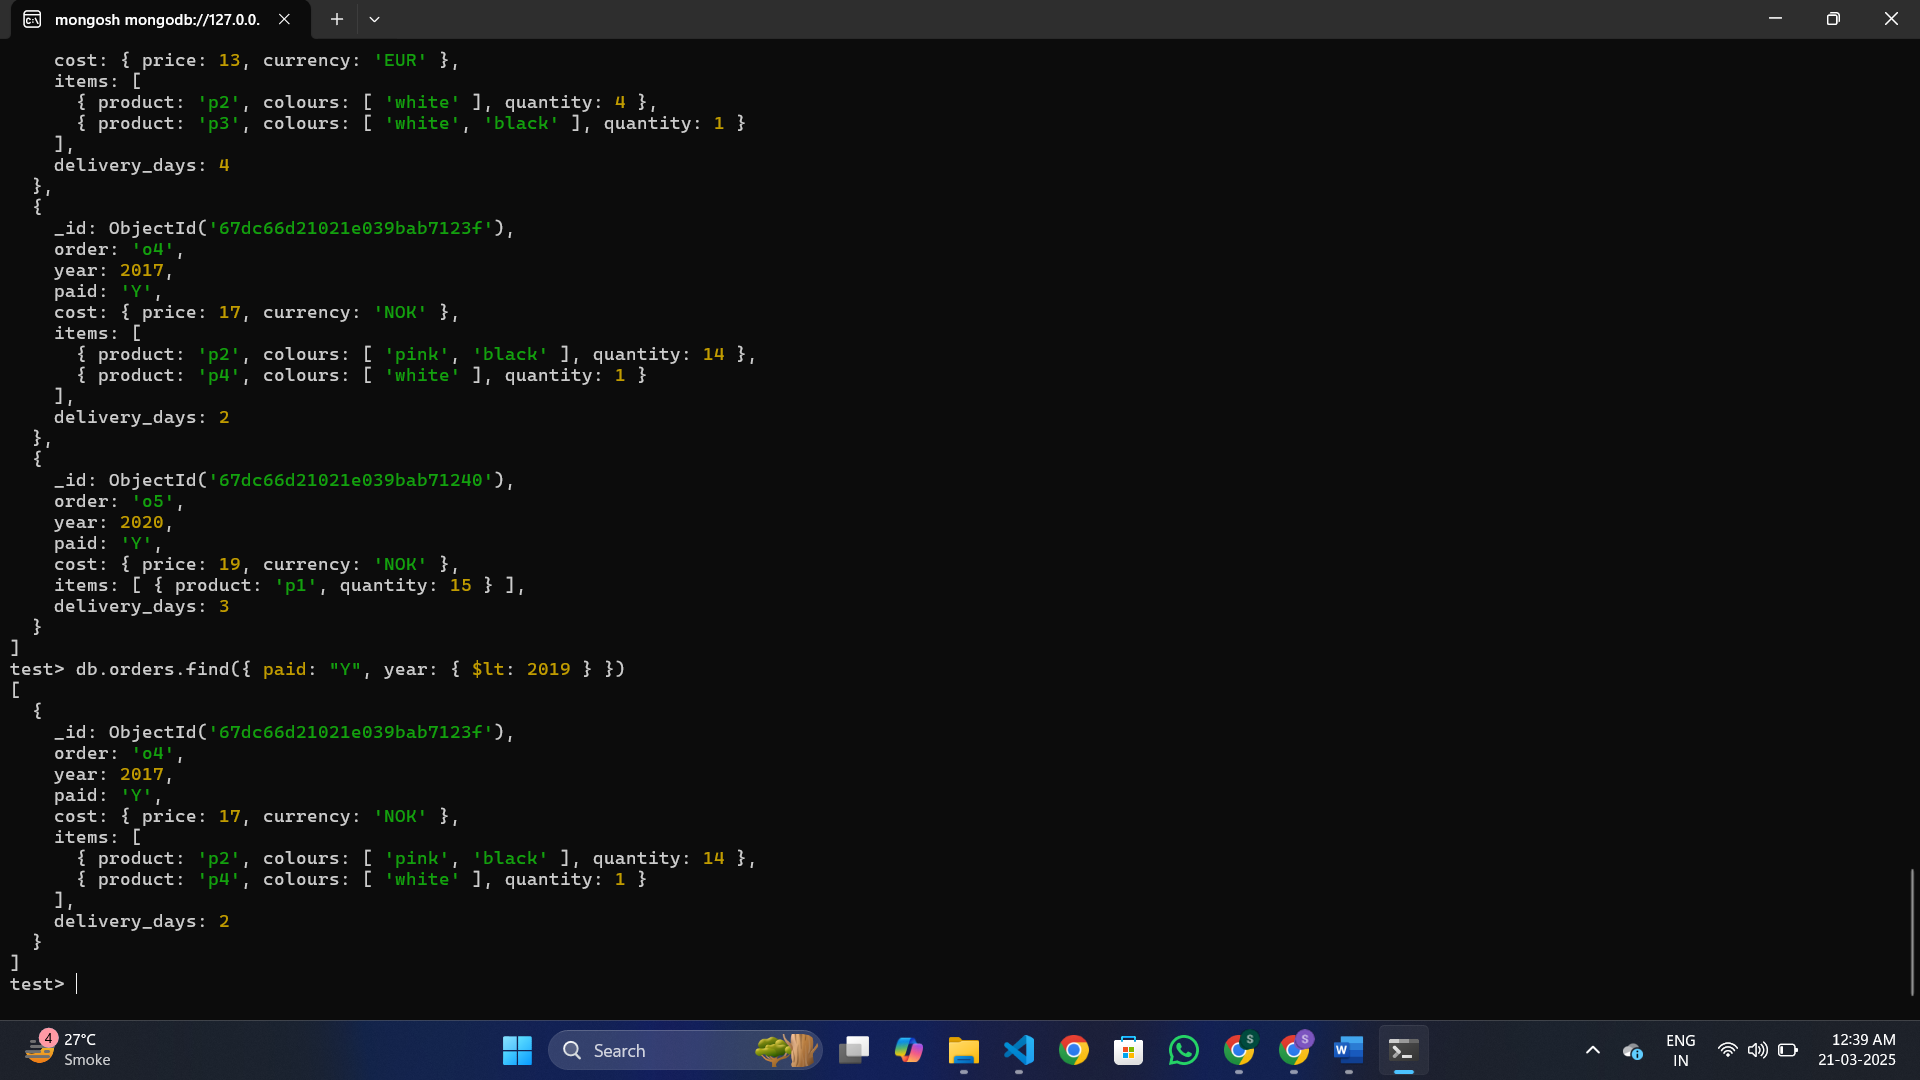 mongosh mongodb://127.0.0.
    cost: { price: 13, currency: 'EUR' },
    items: [
      { product: 'p2', colours: [ 'white' ], quantity: 4 },
      { product: 'p3', colours: [ 'white', 'black' ], quantity: 1 }
    ],
    delivery_days: 4
  },
  {
    _id: ObjectId('67dc66d21021e039bab7123f'),
    order: 'o4',
    year: 2017,
    paid: 'Y',
    cost: { price: 17, currency: 'NOK' },
    items: [
      { product: 'p2', colours: [ 'pink', 'black' ], quantity: 14 },
      { product: 'p4', colours: [ 'white' ], quantity: 1 }
    ],
    delivery_days: 2
  },
  {
    _id: ObjectId('67dc66d21021e039bab71240'),
    order: 'o5',
    year: 2020,
    paid: 'Y',
    cost: { price: 19, currency: 'NOK' },
    items: [ { product: 'p1', quantity: 15 } ],
    delivery_days: 3
  }
]
test> db.orders.find({ paid: "Y", year: { $lt: 2019 } })
[
  {
    _id: ObjectId('67dc66d21021e039bab7123f'),
    order: 'o4',
    year: 2017,
    paid: 'Y',
    cost: { price: 17, currency: 'NOK' },
    items: [
      { product: 'p2', colours: [ 'pink', 'black' ], quantity: 14 },
      { product: 'p4', colours: [ 'white' ], quantity: 1 }
    ],
    delivery_days: 2
  }
]
test>
4
27°C
Smoke
Search
S
S
W
ENG
IN
12:39 AM
21-03-2025